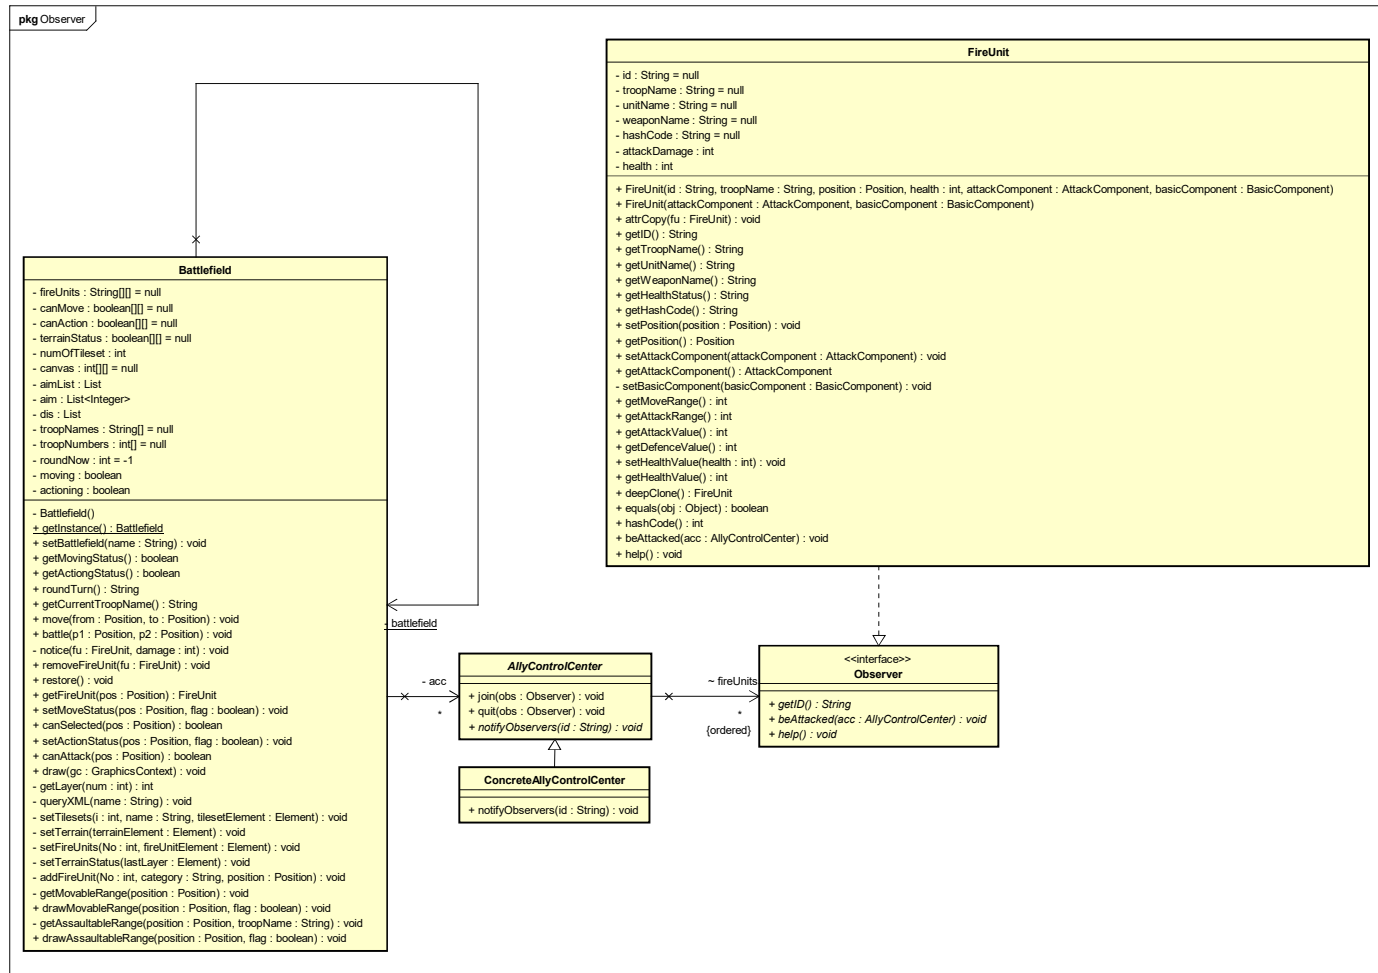 pkg Observer
FireUnit
- id : String = null
- troopName : String = null
- unitName : String = null
- weaponName : String = null
- hashCode : String = null
- attackDamage : int
- health : int
+ FireUnit(id : String, troopName : String, position : Position, health : int, attackComponent : AttackComponent, basicComponent : BasicComponent)
+ FireUnit(attackComponent : AttackComponent, basicComponent : BasicComponent)
+ attrCopy(fu : FireUnit) : void
+ getID() : String
+ getTroopName() : String
+ getUnitName() : String
+ getWeaponName() : String
+ getHealthStatus() : String
+ getHashCode() : String
+ setPosition(position : Position) : void
+ getPosition() : Position
+ setAttackComponent(attackComponent : AttackComponent) : void
+ getAttackComponent() : AttackComponent
- setBasicComponent(basicComponent : BasicComponent) : void
+ getMoveRange() : int
+ getAttackRange() : int
+ getAttackValue() : int
+ getDefenceValue() : int
+ setHealthValue(health : int) : void
+ getHealthValue() : int
+ deepClone() : FireUnit
+ equals(obj : Object) : boolean
+ hashCode() : int
+ beAttacked(acc : AllyControlCenter) : void
+ help() : void
Battlefield
- fireUnits : String[][] = null
- canMove : boolean[][] = null
- canAction : boolean[][] = null
- terrainStatus : boolean[][] = null
- numOfTileset : int
- canvas : int[][] = null
- aimList : List
- aim : List<Integer>
- dis : List
- troopNames : String[] = null
- troopNumbers : int[] = null
- roundNow : int = -1
- moving : boolean
- actioning : boolean
- Battlefield()
+ getInstance() : Battlefield
+ setBattlefield(name : String) : void
+ getMovingStatus() : boolean
+ getActiongStatus() : boolean
+ roundTurn() : String
+ getCurrentTroopName() : String
+ move(from : Position, to : Position) : void
+ battle(p1 : Position, p2 : Position) : void
- notice(fu : FireUnit, damage : int) : void
+ removeFireUnit(fu : FireUnit) : void
+ restore() : void
+ getFireUnit(pos : Position) : FireUnit
+ setMoveStatus(pos : Position, flag : boolean) : void
+ canSelected(pos : Position) : boolean
+ setActionStatus(pos : Position, flag : boolean) : void
+ canAttack(pos : Position) : boolean
+ draw(gc : GraphicsContext) : void
- getLayer(num : int) : int
- queryXML(name : String) : void
- setTilesets(i : int, name : String, tilesetElement : Element) : void
- setTerrain(terrainElement : Element) : void
- setFireUnits(No : int, fireUnitElement : Element) : void
- setTerrainStatus(lastLayer : Element) : void
- addFireUnit(No : int, category : String, position : Position) : void
- getMovableRange(position : Position) : void
+ drawMovableRange(position : Position, flag : boolean) : void
- getAssaultableRange(position : Position, troopName : String) : void
+ drawAssaultableRange(position : Position, flag : boolean) : void
- battlefield
- acc
*
AllyControlCenter
+ join(obs : Observer) : void
+ quit(obs : Observer) : void
+ notifyObservers(id : String) : void
~ fireUnits
*
{ordered}
<<interface>>
Observer
+ getID() : String
+ beAttacked(acc : AllyControlCenter) : void
+ help() : void
ConcreteAllyControlCenter
+ notifyObservers(id : String) : void